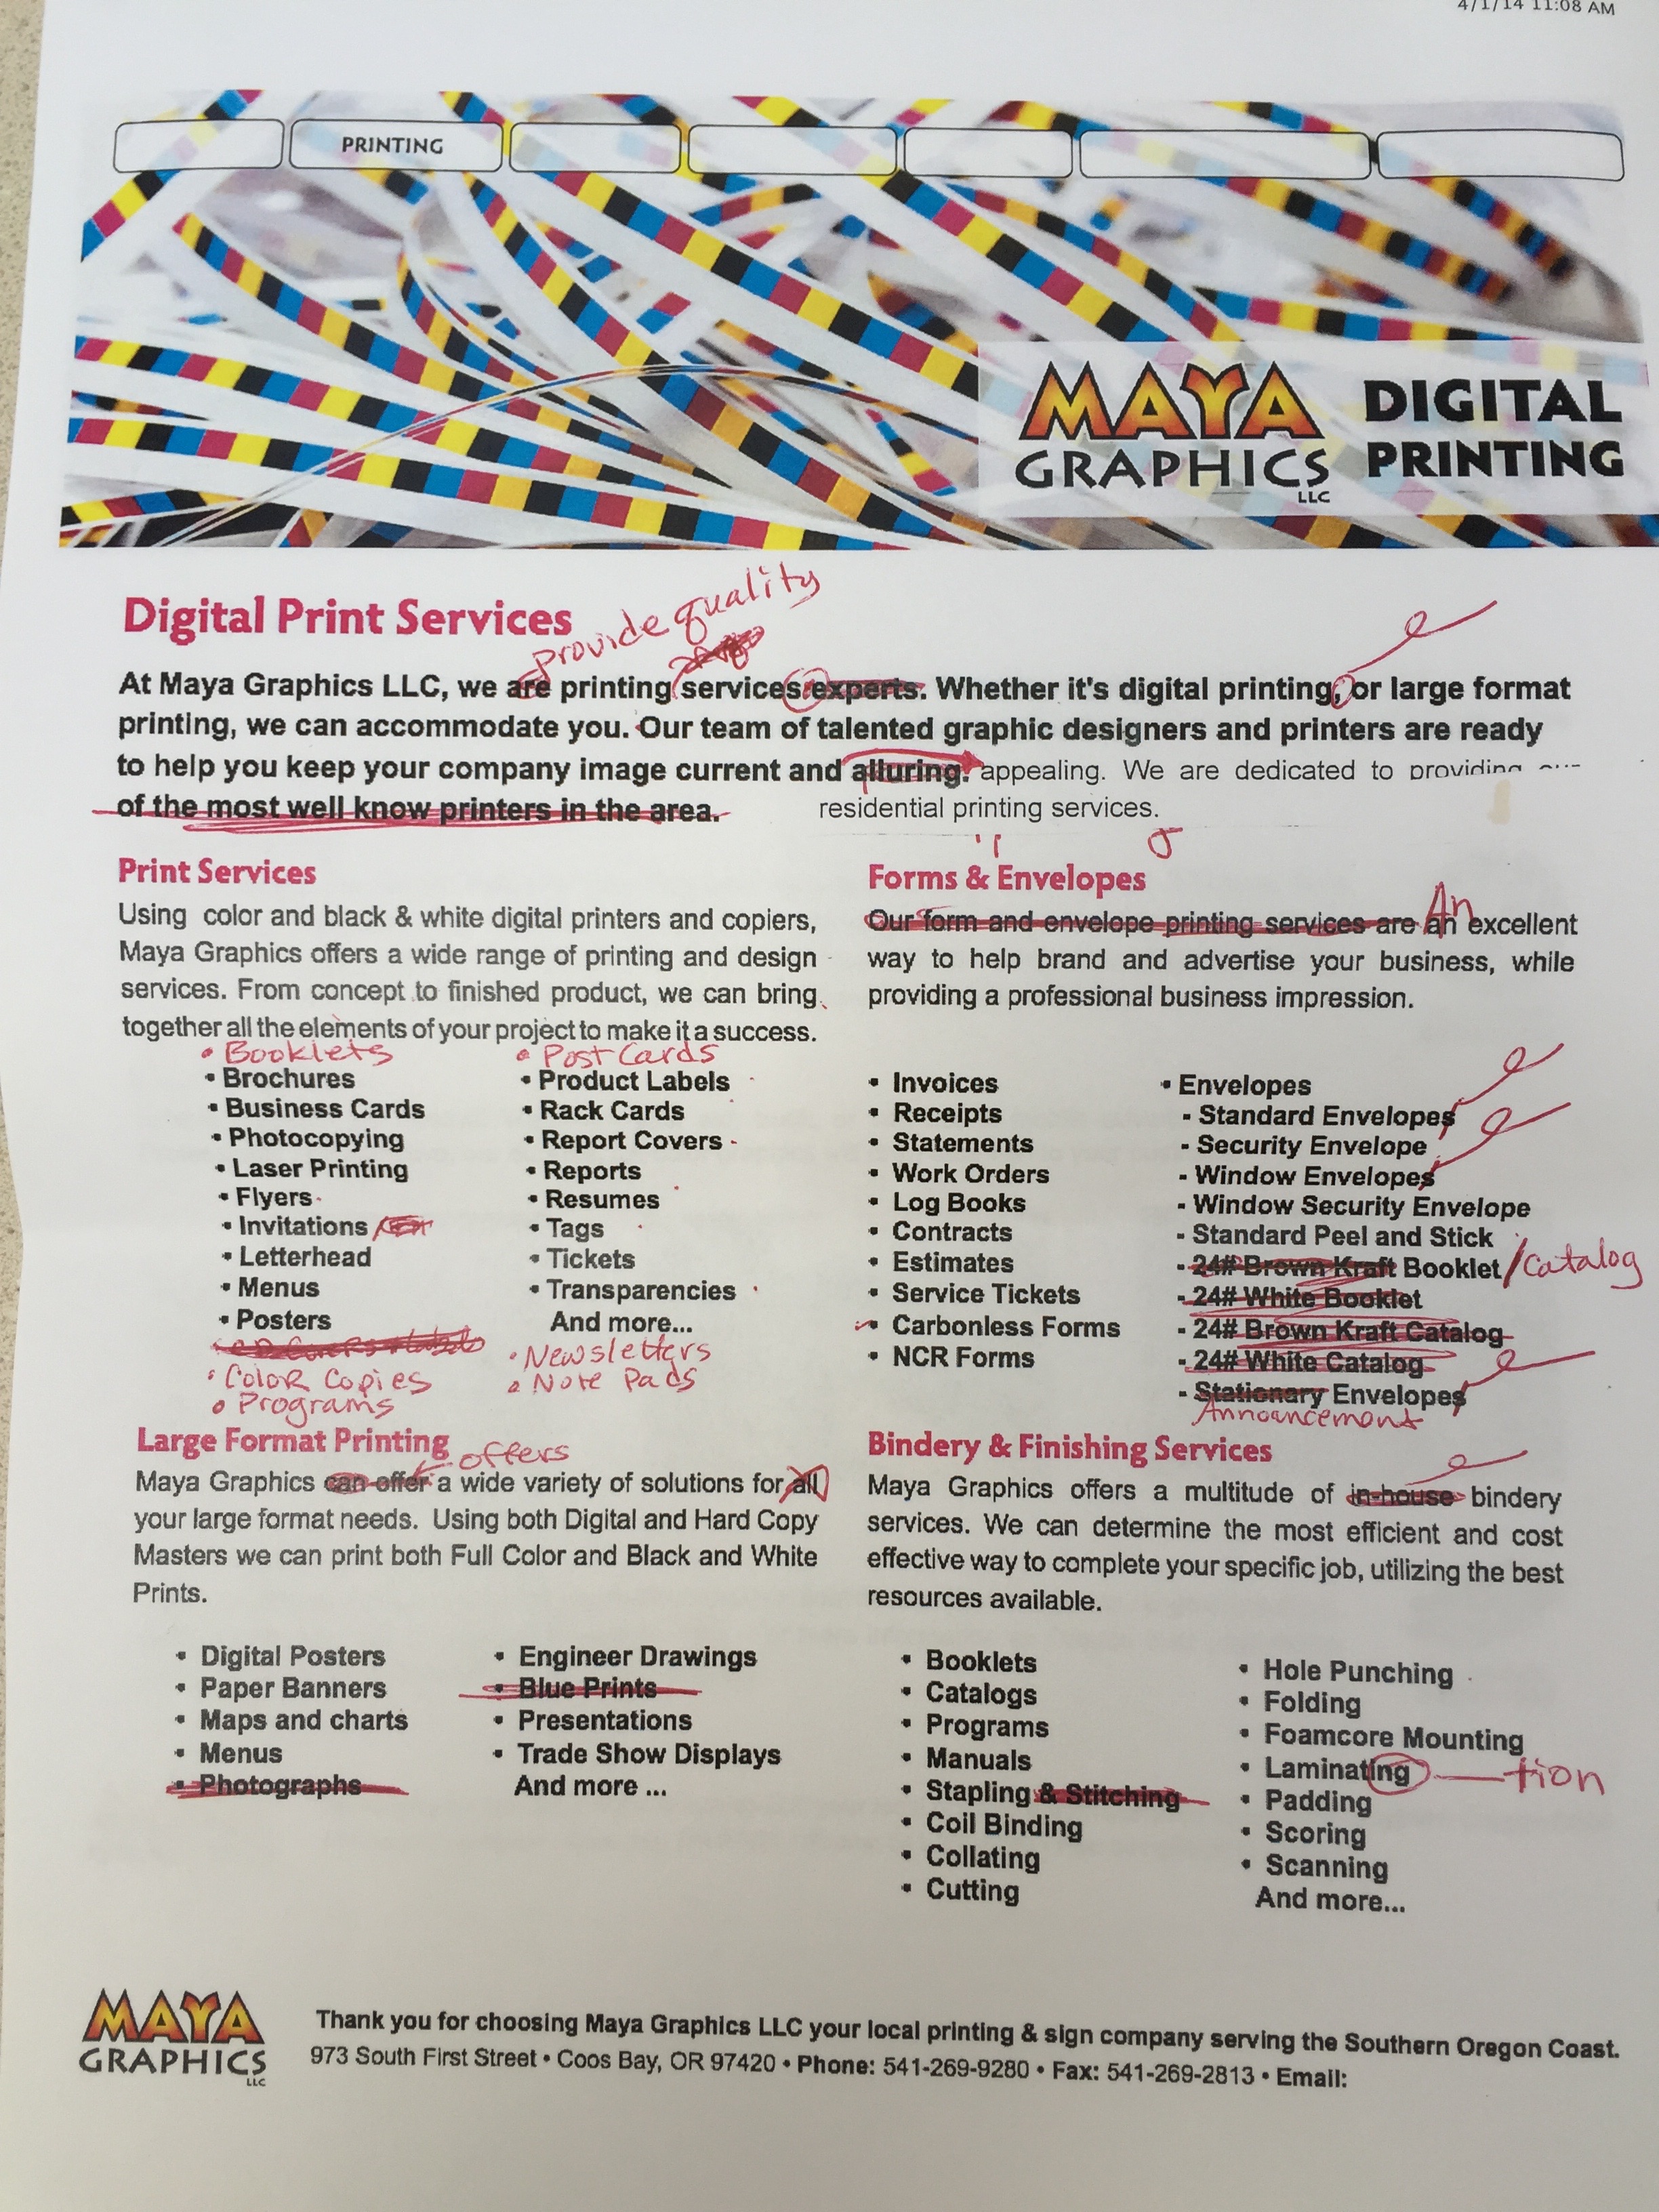 4/1/14 11:08 AM
PRINTING
MAYA
GRAPHICS
LLC
DIGITAL
PRINTING
Digital Print Services
provide quality
At Maya Graphics LLC, we are printing services experts. Whether it's digital printing, or large format
printing, we can accommodate you. Our team of talented graphic designers and printers are ready
to help you keep your company image current and alluring. appealing. We are dedicated to providing
of the most well know printers in the area. residential printing services.
Print Services
Using color and black & white digital printers and copiers,
Maya Graphics offers a wide range of printing and design
services. From concept to finished product, we can bring
together all the elements of your project to make it a success.
• Booklets
• Brochures
• Business Cards
• Photocopying
• Laser Printing
• Flyers
• Invitations
• Letterhead
• Menus
• Posters
• Color Copies
• Programs
• Post Cards
• Product Labels
• Rack Cards
• Report Covers
• Reports
• Resumes
• Tags
• Tickets
• Transparencies
And more...
• Newsletters
• Note Pads
Forms & Envelopes
An
Our form and envelope printing services are an excellent
way to help brand and advertise your business, while
providing a professional business impression.
• Invoices
• Receipts
• Statements
• Work Orders
• Log Books
• Contracts
• Estimates
• Service Tickets
• Carbonless Forms
• NCR Forms
• Envelopes
- Standard Envelopes
- Security Envelope
- Window Envelopes
- Window Security Envelope
- Standard Peel and Stick
- 24# Brown Kraft Booklet /Catalog
- 24# White Booklet
- 24# Brown Kraft Catalog
- 24# White Catalog
- Stationary Envelopes
Announcement
Large Format Printing
offers
Maya Graphics can offer a wide variety of solutions for all
your large format needs. Using both Digital and Hard Copy
Masters we can print both Full Color and Black and White
Prints.
• Digital Posters
• Paper Banners
• Maps and charts
• Menus
• Photographs
• Engineer Drawings
• Blue Prints
• Presentations
• Trade Show Displays
And more ...
Bindery & Finishing Services
Maya Graphics offers a multitude of in-house bindery
services. We can determine the most efficient and cost
effective way to complete your specific job, utilizing the best
resources available.
• Booklets
• Catalogs
• Programs
• Manuals
• Stapling & Stitching
• Coil Binding
• Collating
• Cutting
• Hole Punching
• Folding
• Foamcore Mounting
• Laminating tion
• Padding
• Scoring
• Scanning
And more...
MAYA
GRAPHICS
LLC
Thank you for choosing Maya Graphics LLC your local printing & sign company serving the Southern Oregon Coast.
973 South First Street • Coos Bay, OR 97420 • Phone: 541-269-9280 • Fax: 541-269-2813 • Email: